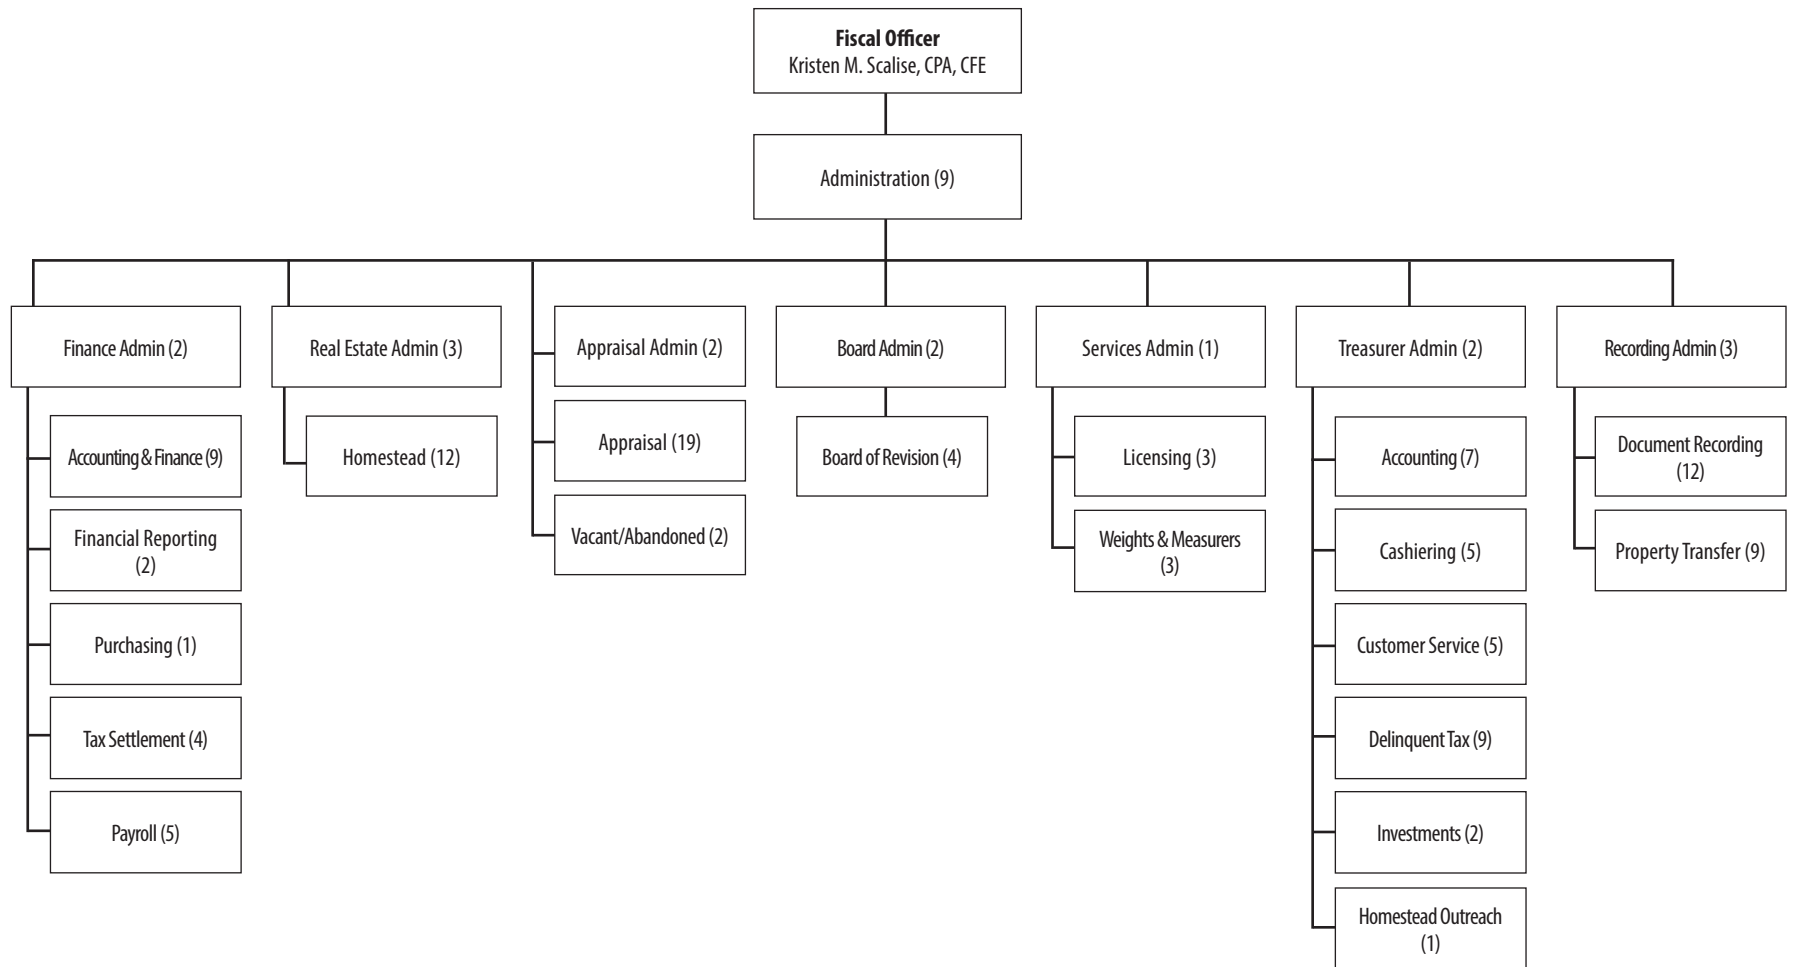 Fiscal Officer
Kristen M. Scalise, CPA, CFE
Administration (9)
Finance Admin (2)
Accounting & Finance (9)
Financial Reporting
(2)
Purchasing (1)
Tax Settlement (4)
Payroll (5)
Real Estate Admin (3)
Homestead (12)
Appraisal Admin (2)
Appraisal (19)
Vacant/Abandoned (2)
Board Admin (2)
Board of Revision (4)
Services Admin (1)
Licensing (3)
Weights & Measurers
(3)
Treasurer Admin (2)
Accounting (7)
Cashiering (5)
Customer Service (5)
Delinquent Tax (9)
Investments (2)
Homestead Outreach
(1)
Recording Admin (3)
Document Recording
(12)
Property Transfer (9)